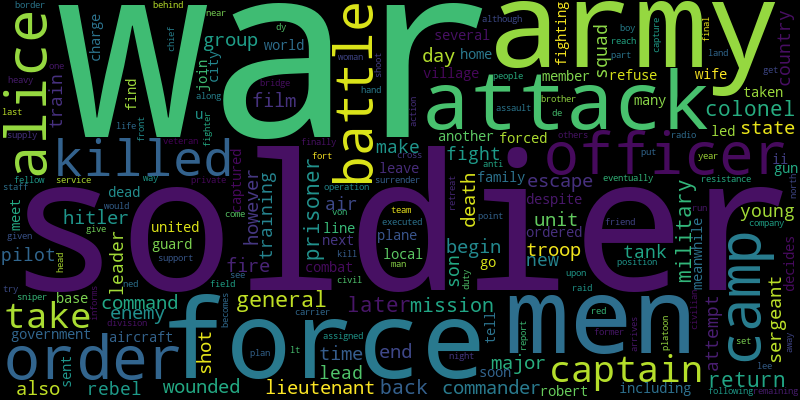 war
army
soldier
force
men
attack
officer
killed
battle
alice
camp
order
take
captain
general
lieutenant
prisoner
hitler
command
enemy
leader
pilot
fire
however
training
wounded
back
commander
major
mission
later
time
lead
end
also
rebel
shot
sent
government
aircraft
base
united
guard
dead
meet
group
charge
train
find
join
city
world
film
u
captured
air
line
next
plane
local
make
leave
another
forced
fight
family
escape
despite
unit
ordered
troop
new
tank
military
meanwhile
young
gun
ii
state
colonel
taken
led
many
refuse
wife
member
squad
fighting
several
day
home
village
country
decides
sergeant
attempt
return
including
robert
soon
tell
begin
son
death
go
combat
border
behind
near
dy
although
boy
reach
part
capture
final
land
get
chief
one
heavy
last
supply
along
life
front
fighter
veteran
bridge
woman
shoot
hand
action
people
assault
brother
de
radio
others
put
year
anti
north
resistance
company
eventually
friend
run
position
upon
raid
civilian
red
former
arrives
platoon
set
lee
away
following
remaining
report
point
duty
retreat
team
executed
kill
man
civil
von
operation
surrender
cross
fort
finally
private
way
service
fellow
staff
would
given
give
come
support
see
field
head
try
sniper
informs
division
becomes
carrier
plan
lt
assigned
night